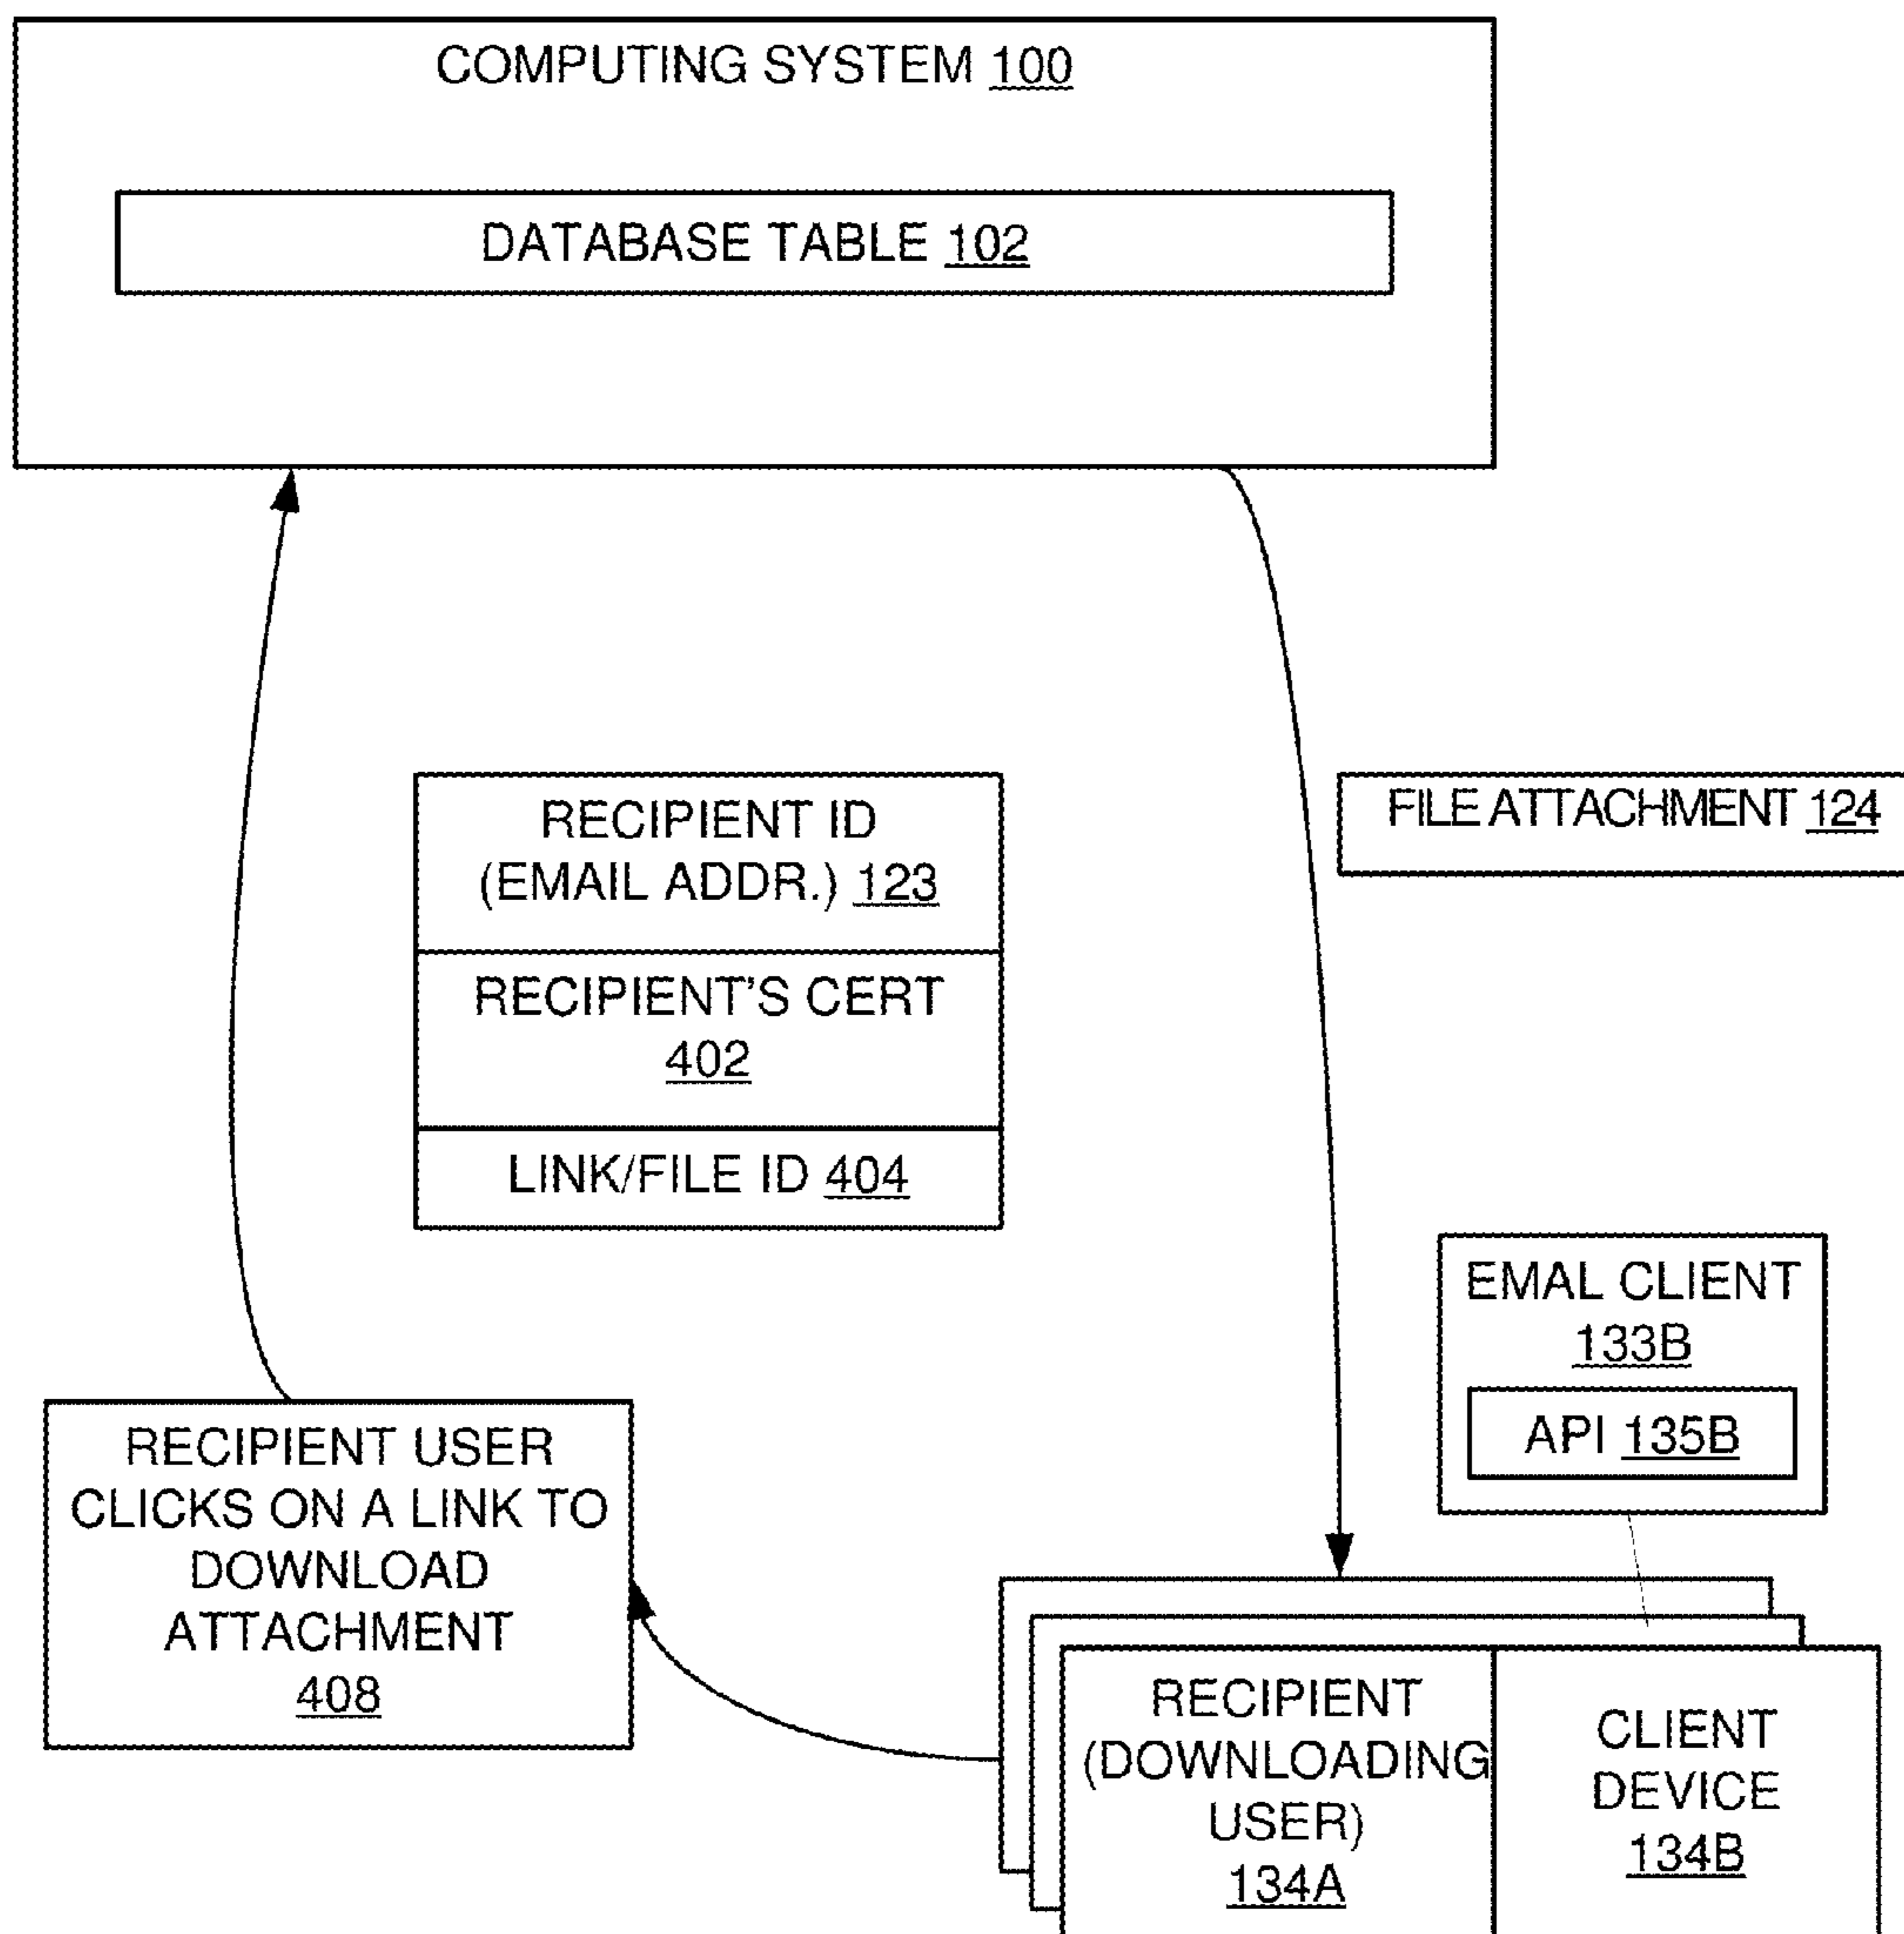 COMPUTING SYSTEM 100
DATABASE TABLE 102
RECIPIENT ID
(EMAIL ADDR.) 123
RECIPIENT'S CERT
402
LINK/FILE ID 404
FILE ATTACHMENT 124
EMAL CLIENT
133B
API 135B
RECIPIENT USER
CLICKS ON A LINK TO
DOWNLOAD
ATTACHMENT
408
RECIPIENT
(DOWNLOADING
USER)
134A
CLIENT
DEVICE
134B